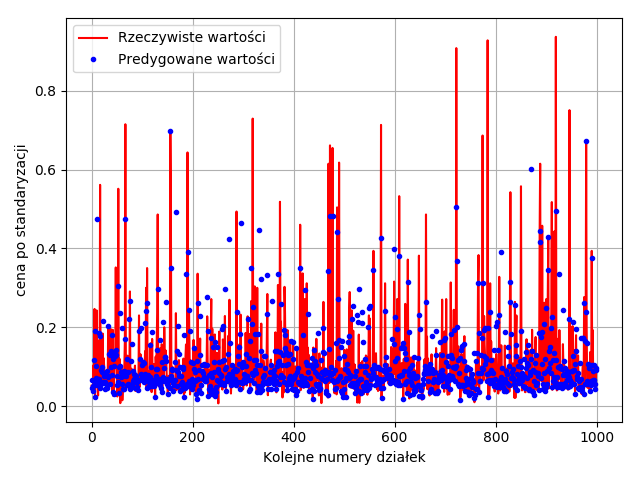 Rzeczywiste wartości
Predygowane wartości
cena po standaryzacji
0.8
0.6
0.4
0.2
0.0
0 200 400 600 800 1000
Kolejne numery działek